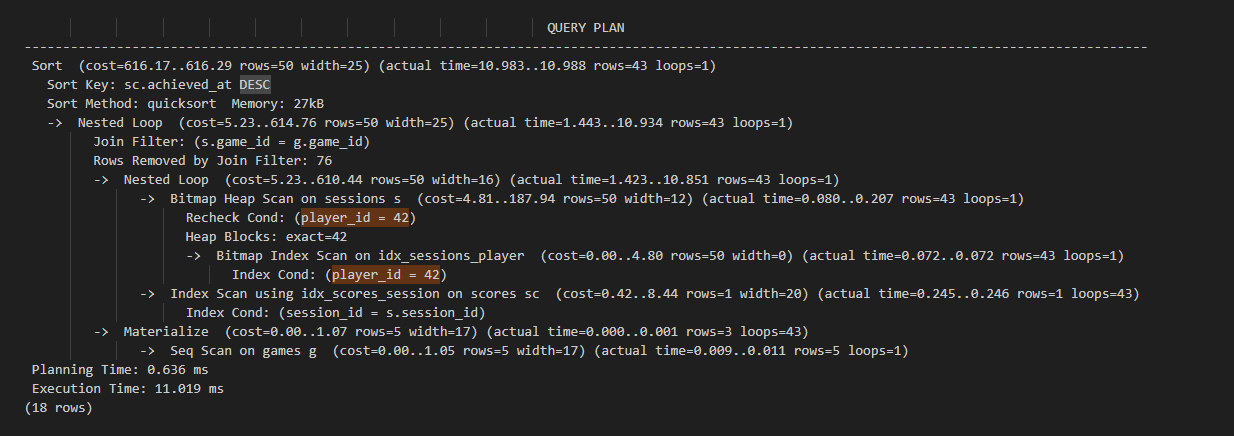 QUERY PLAN
-----------------------------------------------------------------------------------------------------------------------------------------------------
Sort  (cost=616.17..616.29 rows=50 width=25) (actual time=10.983..10.988 rows=43 loops=1)
  Sort Key: sc.achieved_at DESC
  Sort Method: quicksort  Memory: 27kB
  ->  Nested Loop  (cost=5.23..614.76 rows=50 width=25) (actual time=1.443..10.934 rows=43 loops=1)
        Join Filter: (s.game_id = g.game_id)
        Rows Removed by Join Filter: 76
        ->  Nested Loop  (cost=5.23..610.44 rows=50 width=16) (actual time=1.423..10.851 rows=43 loops=1)
              ->  Bitmap Heap Scan on sessions s  (cost=4.81..187.94 rows=50 width=12) (actual time=0.080..0.207 rows=43 loops=1)
                    Recheck Cond: (player_id = 42)
                    Heap Blocks: exact=42
                    ->  Bitmap Index Scan on idx_sessions_player  (cost=0.00..4.80 rows=50 width=0) (actual time=0.072..0.072 rows=43 loops=1)
                          Index Cond: (player_id = 42)
              ->  Index Scan using idx_scores_session on scores sc  (cost=0.42..8.44 rows=1 width=20) (actual time=0.245..0.246 rows=1 loops=43)
                    Index Cond: (session_id = s.session_id)
        ->  Materialize  (cost=0.00..1.07 rows=5 width=17) (actual time=0.000..0.001 rows=3 loops=43)
              ->  Seq Scan on games g  (cost=0.00..1.05 rows=5 width=17) (actual time=0.009..0.011 rows=5 loops=1)
Planning Time: 0.636 ms
Execution Time: 11.019 ms
(18 rows)